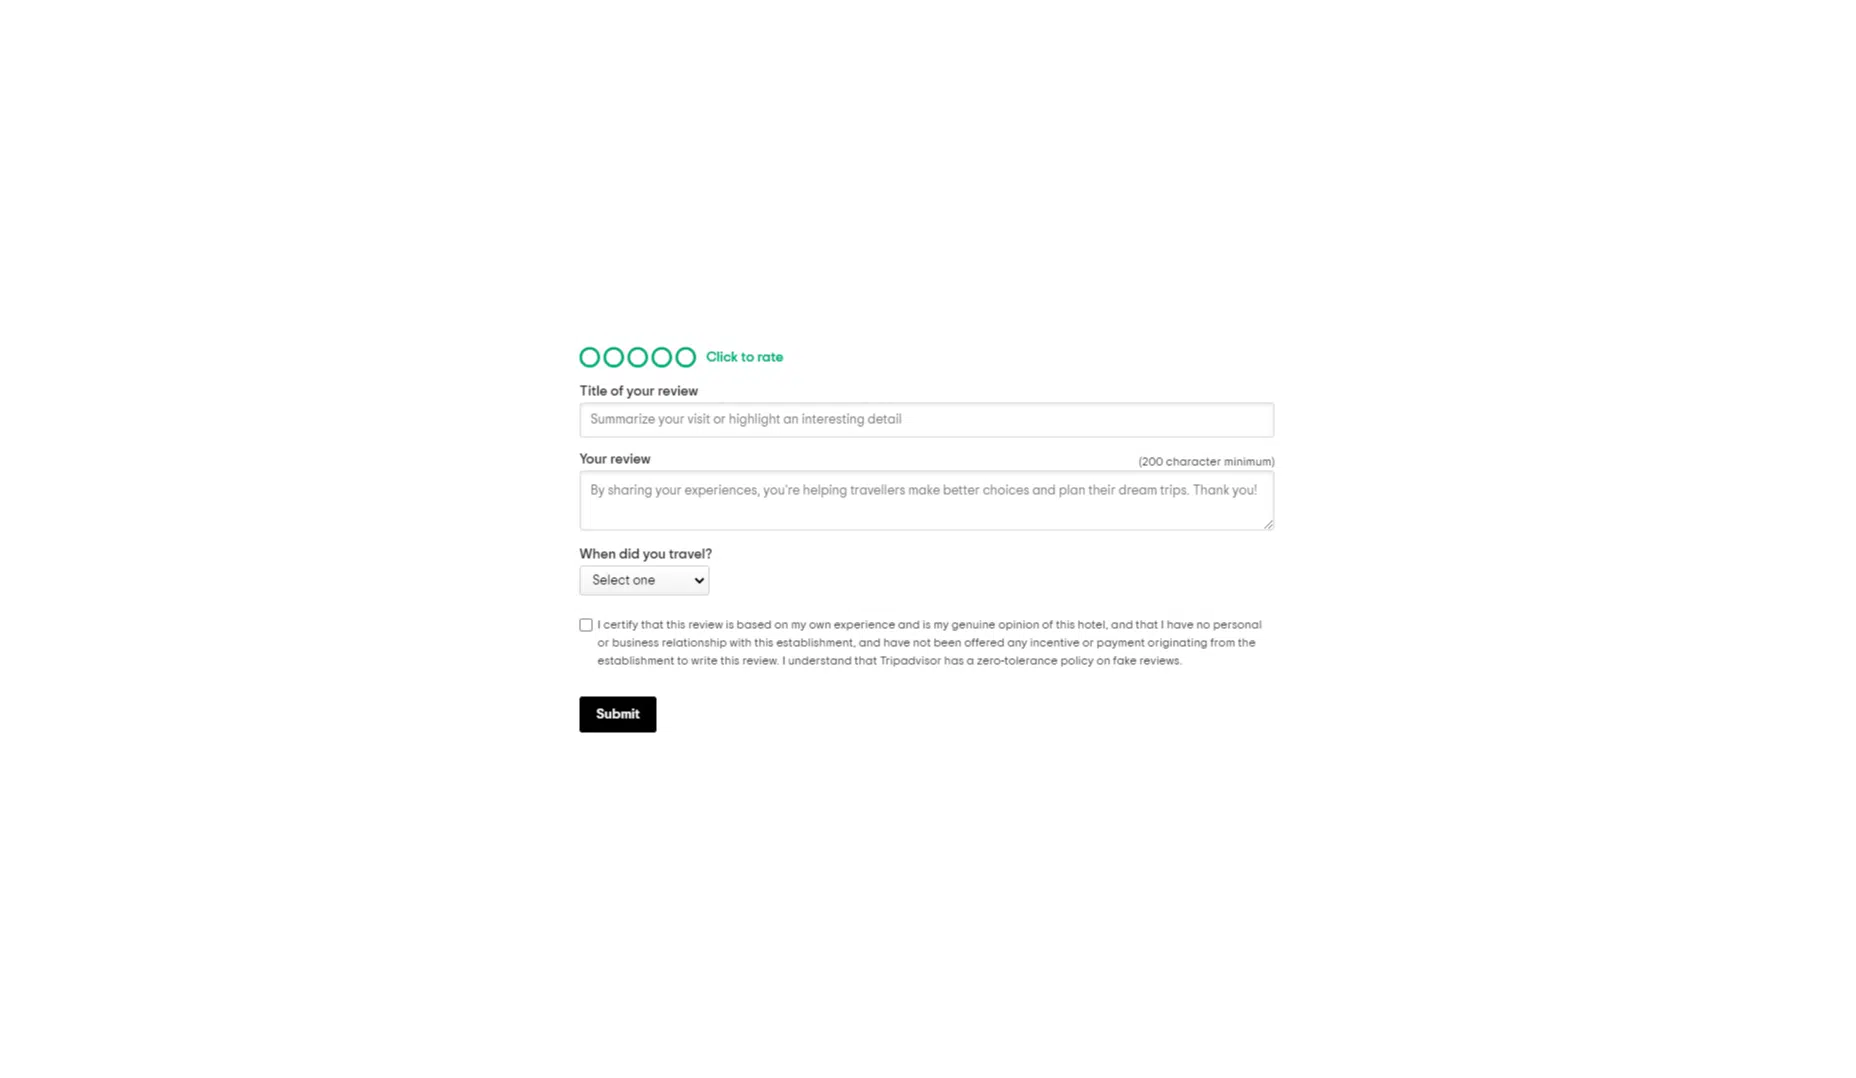 Click to rate
Title of your review
Summarize your visit or highlight an interesting detail
Your review
(200 character minimum)
By sharing your experiences, you're helping travellers make better choices and plan their dream trips. Thank you!
When did you travel?
Select one
I certify that this review is based on my own experience and is my genuine opinion of this hotel, and that I have no personal
or business relationship with this establishment, and have not been offered any incentive or payment originating from the
establishment to write this review. I understand that Tripadvisor has a zero-tolerance policy on fake reviews.
Submit